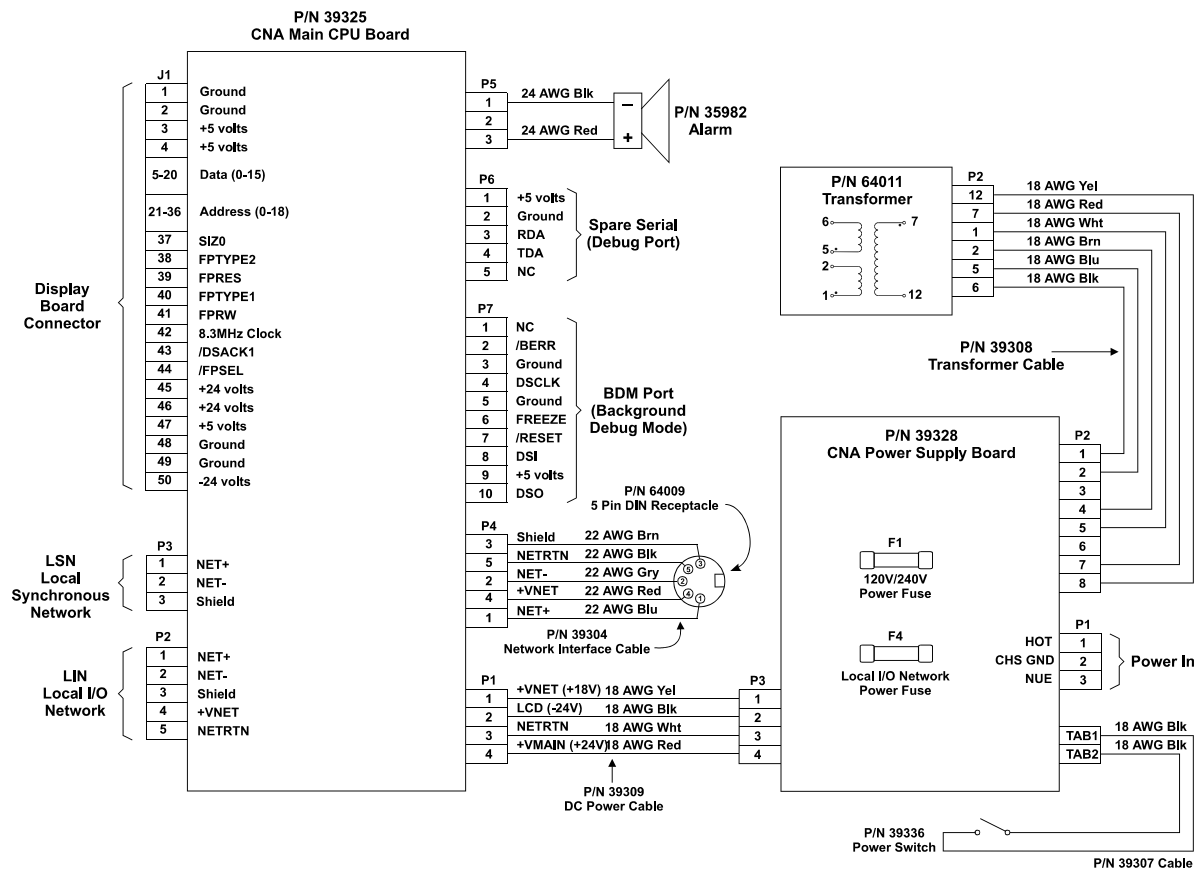 P/N 39325
CNA Main CPU Board
J1
1 Ground
2 Ground
3 +5 volts
4 +5 volts
5-20 Data (0-15)
21-36 Address (0-18)
37 SIZ0
38 FPTYPE2
39 FPRES
40 FPTYPE1
41 FPRW
42 8.3MHz Clock
43 /DSACK1
44 /FPSEL
45 +24 volts
46 +24 volts
47 +5 volts
48 Ground
49 Ground
50 -24 volts
Display
Board
Connector
P3
1 NET+
2 NET-
3 Shield
LSN
Local
Synchronous
Network
P2
1 NET+
2 NET-
3 Shield
4 +VNET
5 NETRTN
LIN
Local I/O
Network
P5
1 24 AWG Blk
2
3 24 AWG Red
−
+
P/N 35982
Alarm
P6
1 +5 volts
2 Ground
3 RDA
4 TDA
5 NC
Spare Serial
(Debug Port)
P7
1 NC
2 /BERR
3 Ground
4 DSCLK
5 Ground
6 FREEZE
7 /RESET
8 DSI
9 +5 volts
10 DSO
BDM Port
(Background
Debug Mode)
P/N 64009
5 Pin DIN Receptacle
P4
3 Shield 22 AWG Brn
5 NETRTN 22 AWG Blk
2 NET- 22 AWG Gry
4 +VNET 22 AWG Red
1 NET+ 22 AWG Blu
3
5
2
4
1
P/N 39304
Network Interface Cable
P1
1 +VNET (+18V) 18 AWG Yel
2 LCD (-24V) 18 AWG Blk
3 NETRTN 18 AWG Wht
4 +VMAIN (+24V) 18 AWG Red
P/N 39309
DC Power Cable
P3
1
2
3
4
P/N 64011
Transformer
6 7
5
2
1 12
P2
12 18 AWG Yel
7 18 AWG Red
1 18 AWG Wht
2 18 AWG Brn
5 18 AWG Blu
6 18 AWG Blk
P/N 39308
Transformer Cable
P/N 39328
CNA Power Supply Board
F1
120V/240V
Power Fuse
F4
Local I/O Network
Power Fuse
P2
1
2
3
4
5
6
7
8
P1
HOT 1
CHS GND 2
NUE 3
Power In
TAB1 18 AWG Blk
TAB2 18 AWG Blk
P/N 39336
Power Switch
P/N 39307 Cable